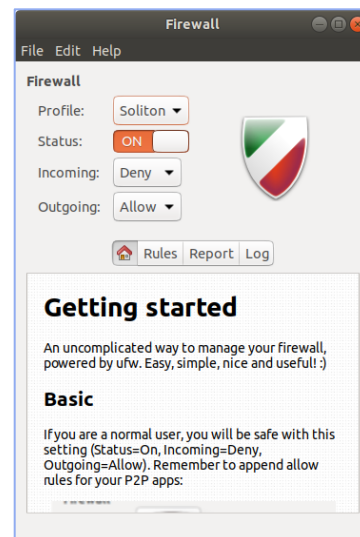 Firewall
File Edit Help
Firewall
Profile: Soliton
Status: ON
Incoming: Deny
Outgoing: Allow
Rules Report Log
Getting started
An uncomplicated way to manage your firewall,
powered by ufw. Easy, simple, nice and useful! :)
Basic
If you are a normal user, you will be safe with this
setting (Status=On, Incoming=Deny,
Outgoing=Allow). Remember to append allow
rules for your P2P apps: